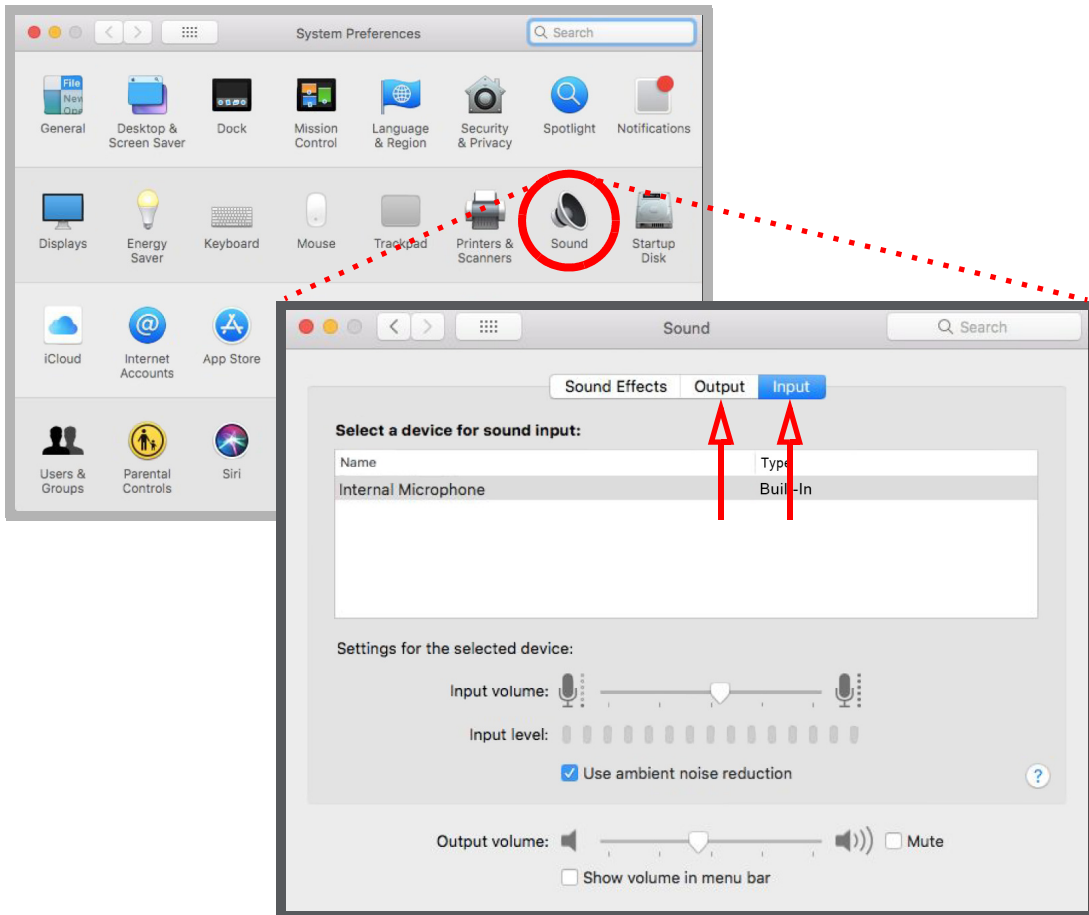 System Preferences
Search
File
New
Ope
General
Desktop &
Screen Saver
Dock
Mission
Control
Language
& Region
Security
& Privacy
Spotlight
Notifications
Displays
Energy
Saver
Keyboard
Mouse
Trackpad
Printers &
Scanners
Sound
Startup
Disk
iCloud
@
Internet
Accounts
App Store
Users &
Groups
Parental
Controls
Siri
Sound
Search
Sound Effects
Output
Input
Select a device for sound input:
Name
Type
Internal Microphone
Built-In
Settings for the selected device:
Input volume:
Input level:
Use ambient noise reduction
?
Output volume:
Mute
Show volume in menu bar